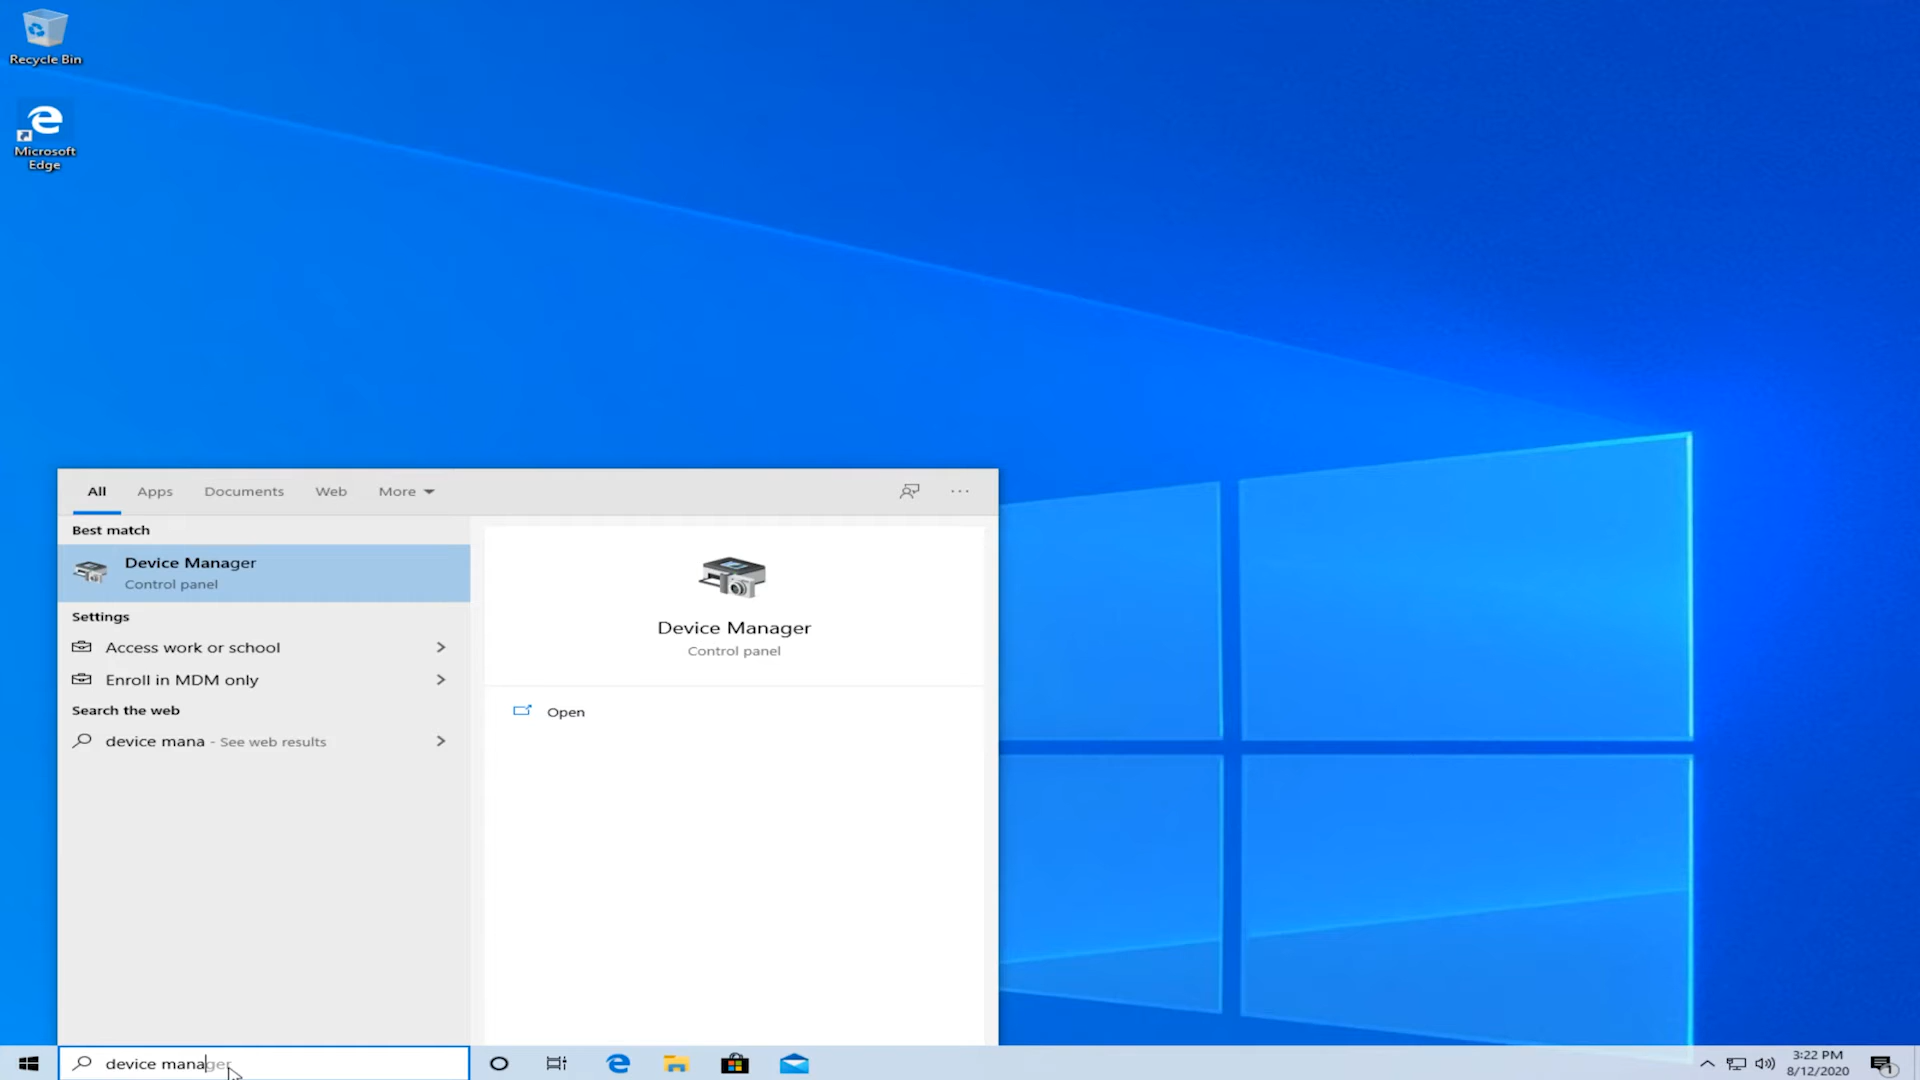 Recycle Bin
Microsoft
Edge
All Apps Documents Web More
Best match
Device Manager
Control panel
Settings
Access work or school
Enroll in MDM only
Search the web
device mana - See web results
Device Manager
Control panel
Open
device manager
3:22 PM
8/12/2020
1